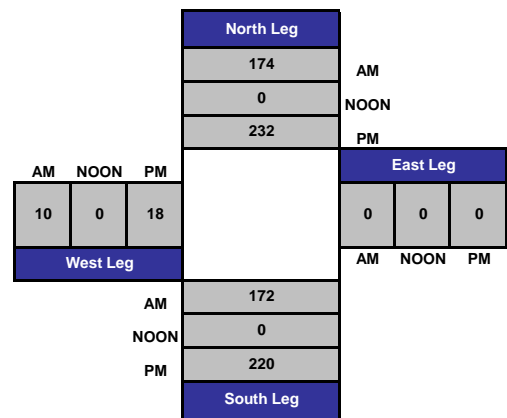 North Leg
174 AM
0 NOON
232 PM
East Leg
AM NOON PM
10 0 18
0 0 0
West Leg
AM NOON PM
AM 172
NOON 0
PM 220
South Leg